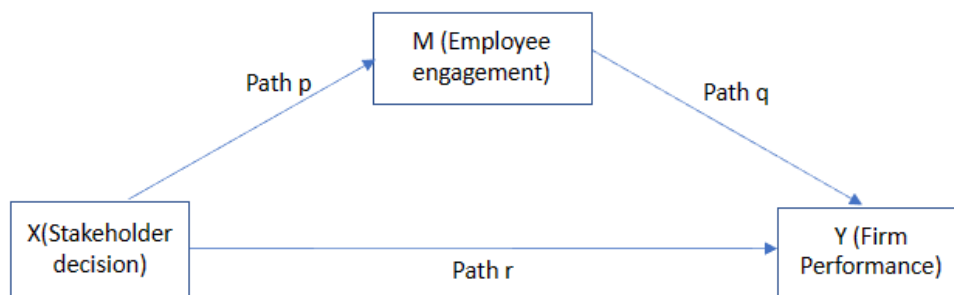 M (Employee
engagement)
Path p
Path q
X(Stakeholder
decision)
Path r
Y (Firm
Performance)